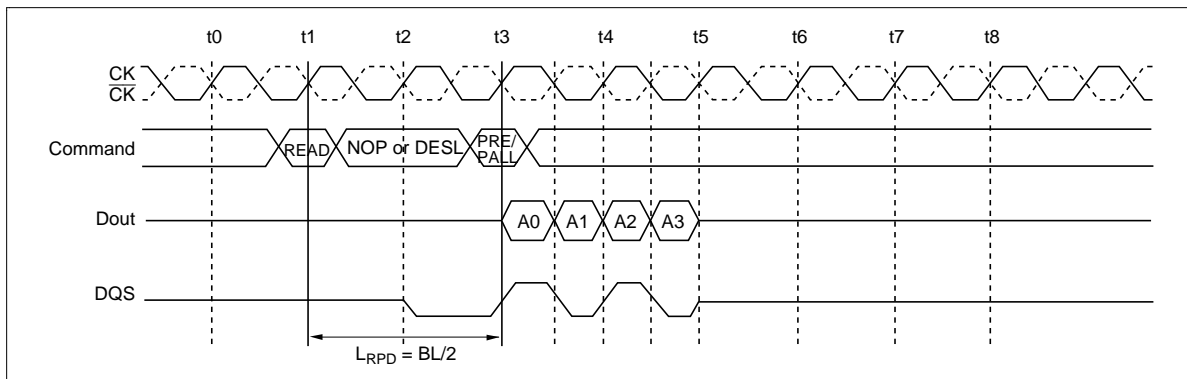 t0 t1 t2 t3 t4 t5 t6 t7 t8
CK
CK
Command
READ
NOP or DESL
PRE/
PALL
Dout
A0 A1 A2 A3
DQS
LRPD = BL/2